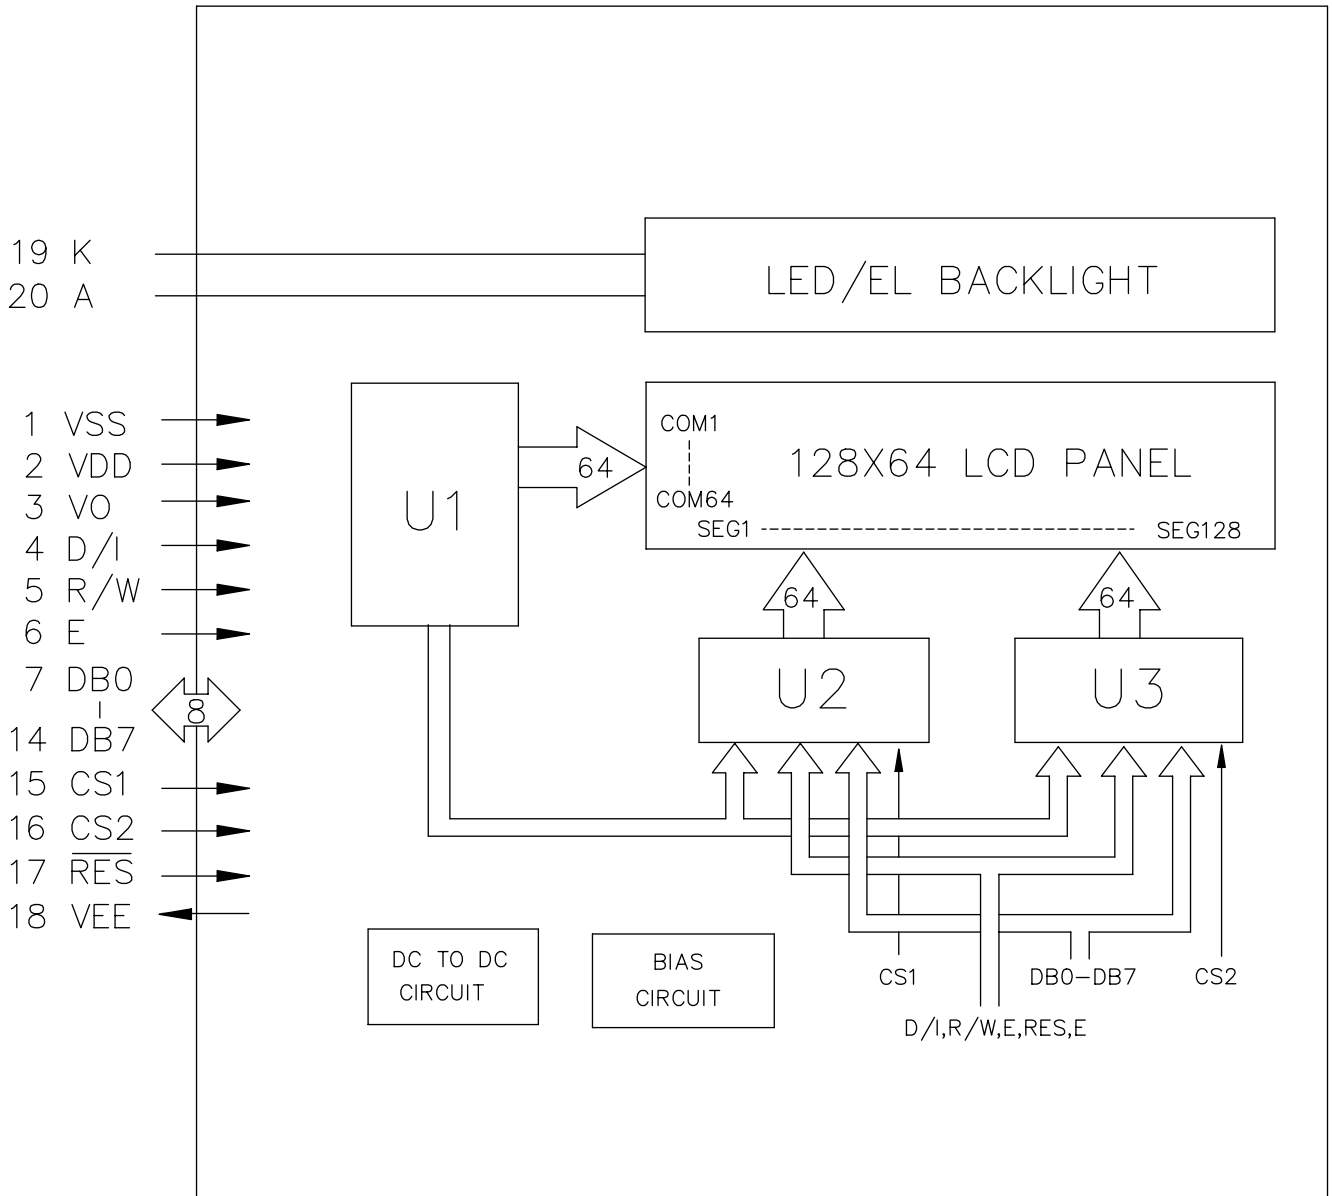 19 K
20 A
LED/EL BACKLIGHT
1 VSS
2 VDD
3 VO
4 D/I
5 R/W
6 E
7 DB0
14 DB7
8
15 CS1
16 CS2
17 RES
18 VEE
U1
64
COM1
COM64
128X64 LCD PANEL
SEG1
SEG128
64
64
U2
U3
DC TO DC
CIRCUIT
BIAS
CIRCUIT
CS1
DB0-DB7
CS2
D/I,R/W,E,RES,E